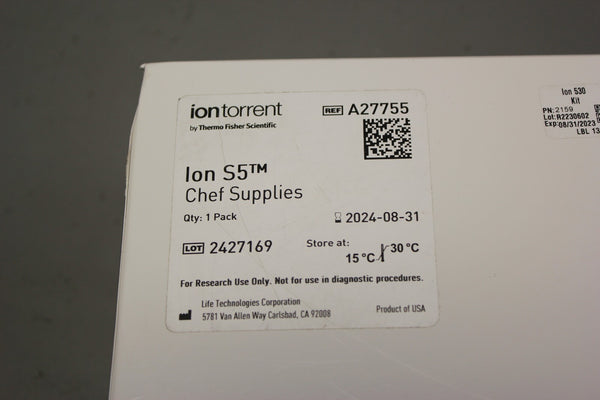 iontorrent
by Thermo Fisher Scientific
REF A27755
Ion S5™
Chef Supplies
Qty: 1 Pack
2024-08-31
LOT 2427169
Store at:
15 °C
30 °C
For Research Use Only. Not for use in diagnostic procedures.
Life Technologies Corporation
5781 Van Allen Way Carlsbad, CA 92008
Product of USA
Ion 530
Kit
PN: 2159
Lot: R2230602
Exp: 08/31/2023
LBL 13